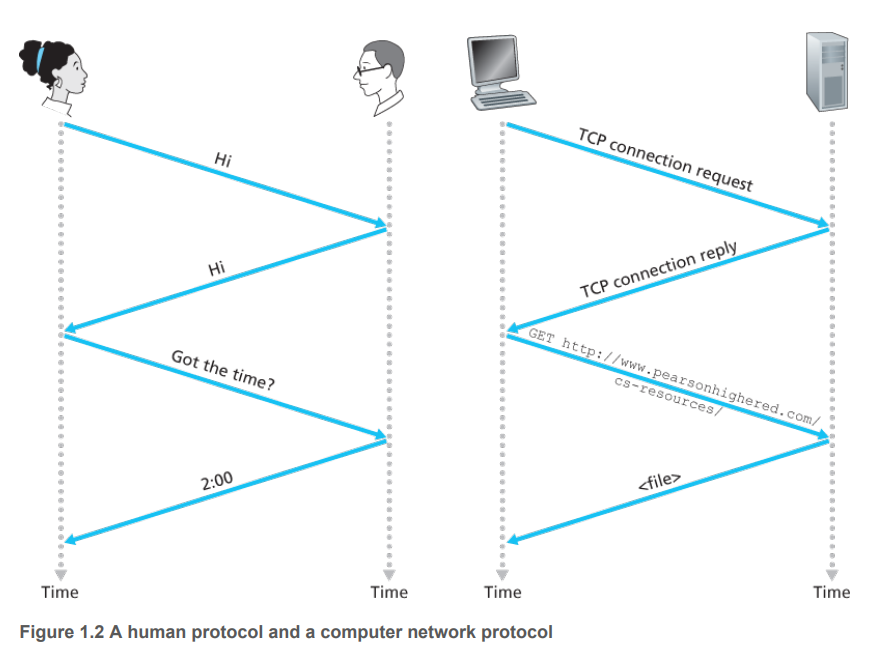 Hi
Hi
Got the time?
2:00
Time
Time
TCP connection request
TCP connection reply
GET http://www.pearsonhighered.com/
cs-resources/
<file>
Time
Time
Figure 1.2 A human protocol and a computer network protocol